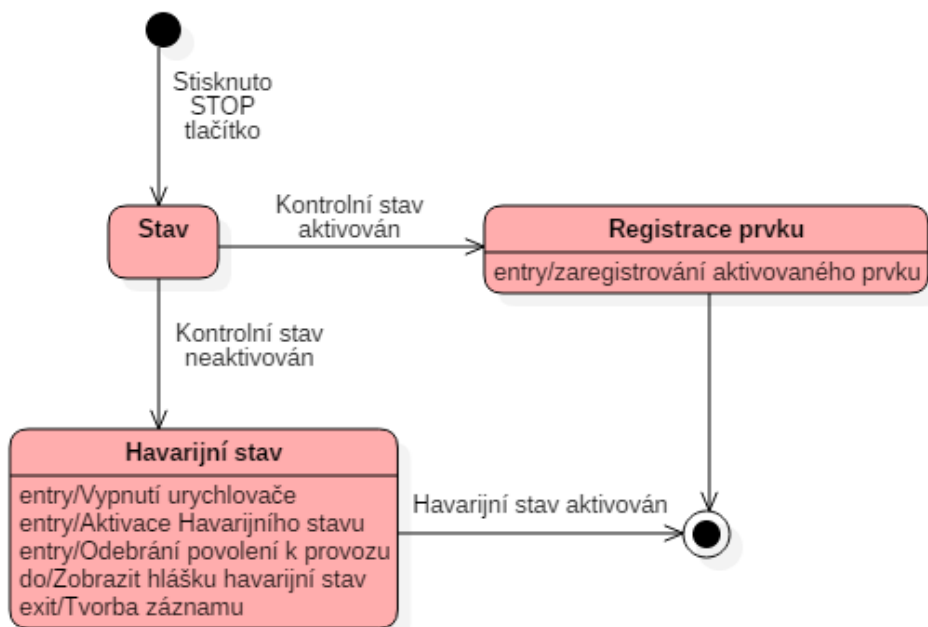 Stisknuto
STOP
tlačítko
Stav
Kontrolní stav
aktivován
Registrace prvku
entry/zaregistrování aktivovaného prvku
Kontrolní stav
neaktivován
Havarijní stav
entry/Vypnutí urychlovače
entry/Aktivace Havarijního stavu
entry/Odebrání povolení k provozu
do/Zobrazit hlášku havarijní stav
exit/Tvorba záznamu
Havarijní stav aktivován